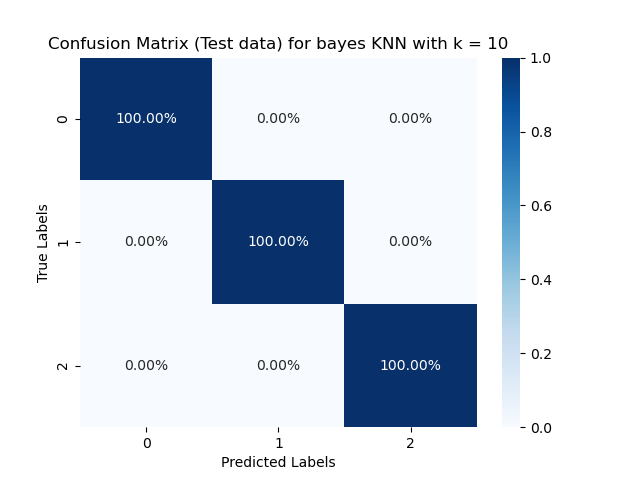 Confusion Matrix (Test data) for bayes KNN with k = 10
0 100.00% 0.00% 0.00%
1 0.00% 100.00% 0.00%
2 0.00% 0.00% 100.00%
0 1 2
True Labels
Predicted Labels
1.0
0.8
0.6
0.4
0.2
0.0